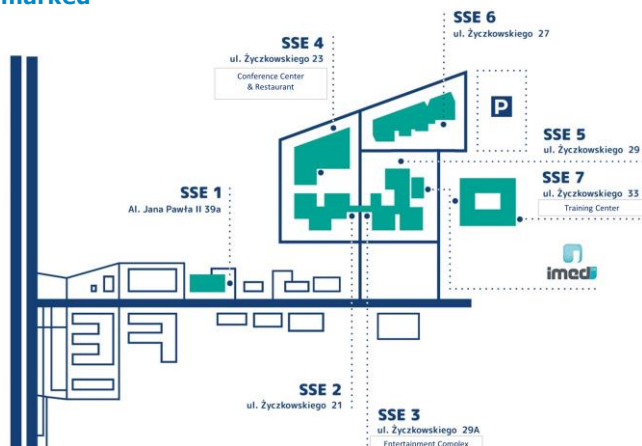 marked
SSE 6
ul. Życzkowskiego 27
SSE 4
ul. Życzkowskiego 23
Conference Center
& Restaurant
P
SSE 5
ul. Życzkowskiego 29
SSE 7
ul. Życzkowskiego 33
Training Center
SSE 1
Al. Jana Pawła II 39a
imed
SSE 2
ul. Życzkowskiego 21
SSE 3
ul. Życzkowskiego 29A
Entertainment Complex